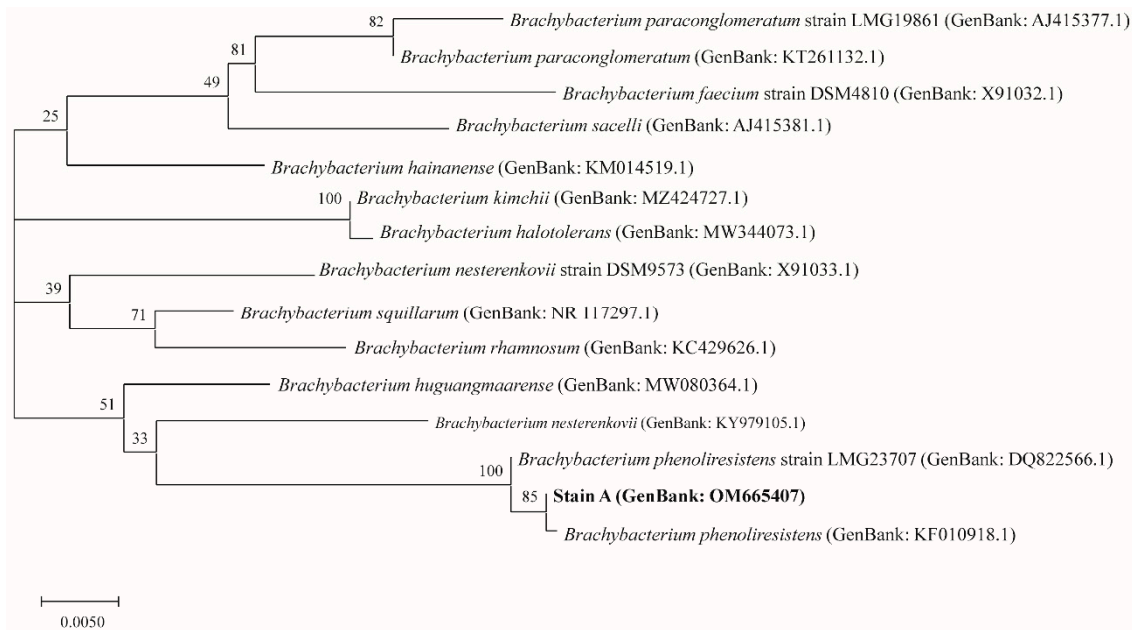 82
Brachybacterium paraconglomeratum strain LMG19861 (GenBank: AJ415377.1)
81
Brachybacterium paraconglomeratum (GenBank: KT261132.1)
49
Brachybacterium faecium strain DSM4810 (GenBank: X91032.1)
25
Brachybacterium sacelli (GenBank: AJ415381.1)
Brachybacterium hainanense (GenBank: KM014519.1)
100
Brachybacterium kimchii (GenBank: MZ424727.1)
Brachybacterium halotolerans (GenBank: MW344073.1)
Brachybacterium nesterenkovii strain DSM9573 (GenBank: X91033.1)
39
71
Brachybacterium squillarum (GenBank: NR 117297.1)
Brachybacterium rhamnosum (GenBank: KC429626.1)
Brachybacterium huguangmaarense (GenBank: MW080364.1)
51
33
Brachybacterium nesterenkovii (GenBank: KY979105.1)
100
Brachybacterium phenoliresistens strain LMG23707 (GenBank: DQ822566.1)
85
Stain A (GenBank: OM665407)
Brachybacterium phenoliresistens (GenBank: KF010918.1)
0.0050